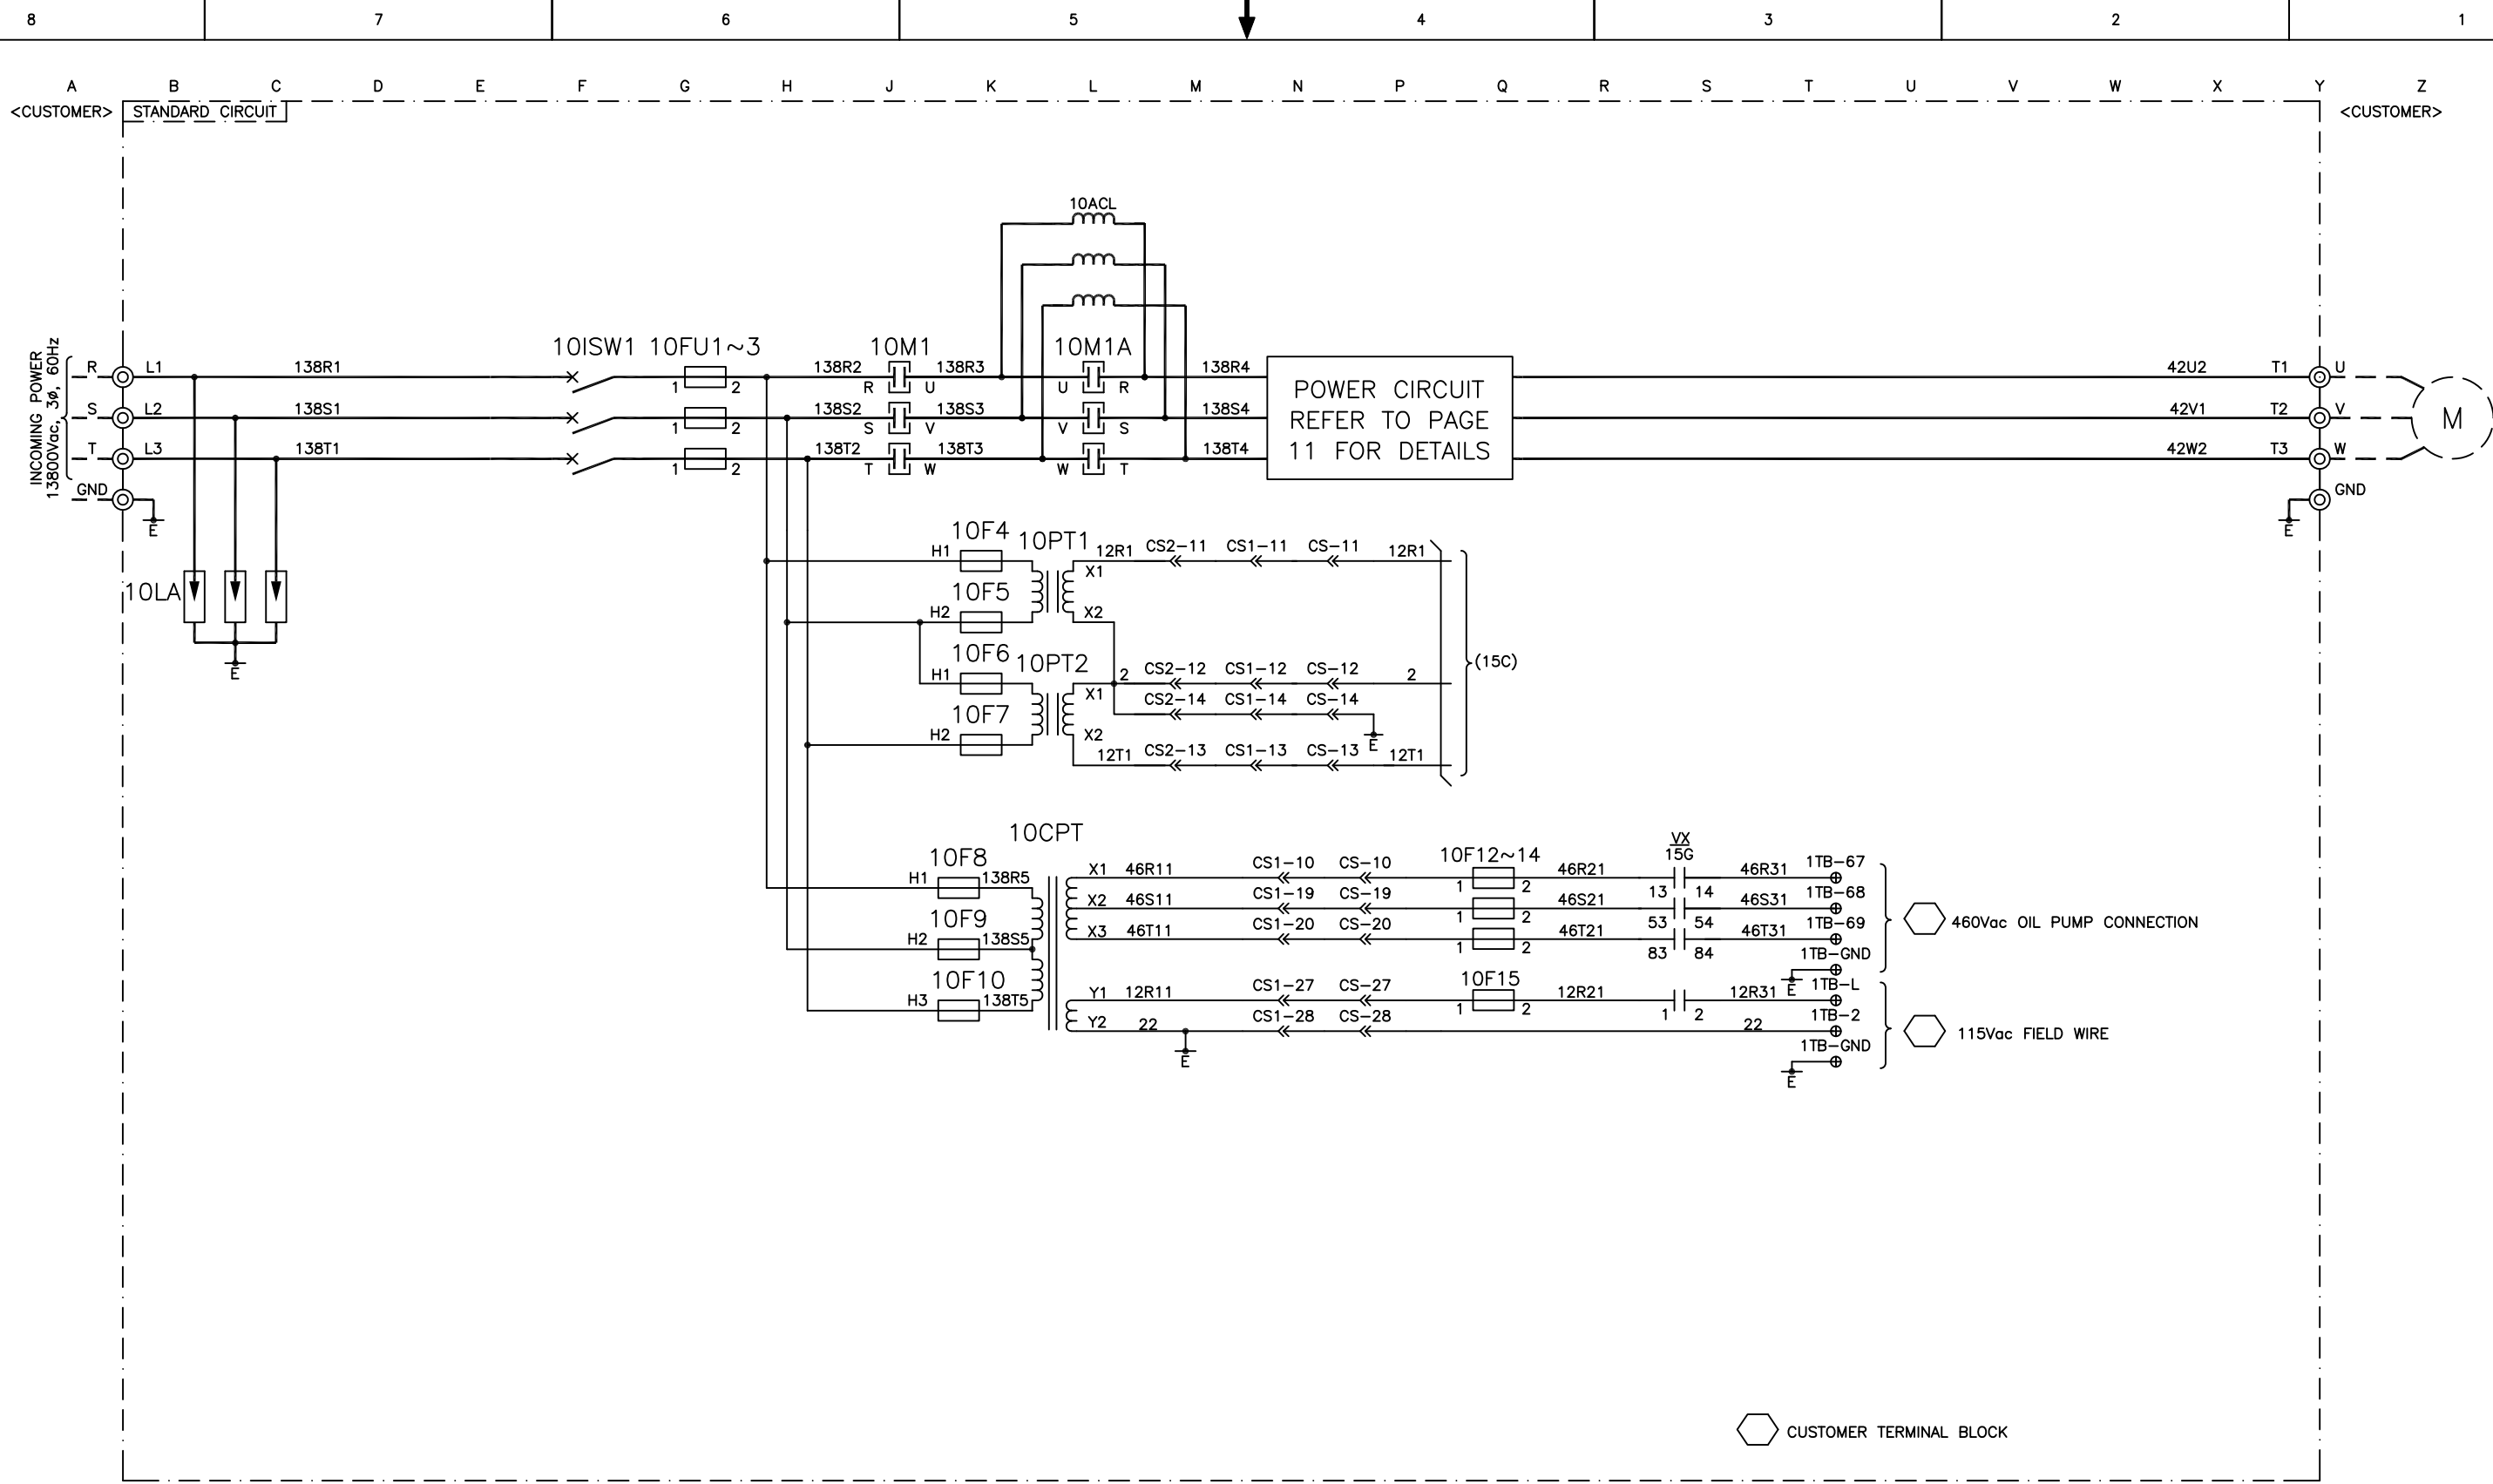 8 7 6 5 4 3 2 1
A B C D E F G H J K L M N P Q R S T U V W X Y Z
<CUSTOMER> STANDARD CIRCUIT <CUSTOMER>
10ACL
INCOMING POWER
13800Vac, 3ø, 60Hz
10ISW1 10FU1~3 10M1 10M1A
R L1 138R1 138R2 138R3 138R4 42U2 T1 U
1 2 R U U R
S L2 138S1 138S2 138S3 138S4 42V1 T2 V
1 2 S V V S
T L3 138T1 138T2 138T3 138T4 42W2 T3 W
1 2 T W W T
POWER CIRCUIT
REFER TO PAGE
11 FOR DETAILS
M
GND GND
E E
10F4 10PT1
H1 12R1 CS2-11 CS1-11 CS-11 12R1
X1
10LA 10F5
H2 X2
E
10F6 10PT2
H1 2 CS2-12 CS1-12 CS-12 2
(15C)
X1 CS2-14 CS1-14 CS-14
10F7
H2 X2 E
12T1 CS2-13 CS1-13 CS-13 12T1
10CPT
VX
15G
10F8 10F12~14
H1 138R5 X1 46R11 CS1-10 CS-10 46R21 46R31 1TB-67
1 2 13 14
X2 46S11 CS1-19 CS-19 46S21 46S31 1TB-68
10F9 1 2 53 54
H2 138S5 X3 46T11 CS1-20 CS-20 46T21 46T31 1TB-69
1 2 83 84
460Vac OIL PUMP CONNECTION
1TB-GND
E
10F10 10F15
H3 138T5 Y1 12R11 CS1-27 CS-27 12R21 12R31 1TB-L
1 2 1 2
Y2 22 CS1-28 CS-28 22 1TB-2
E
115Vac FIELD WIRE
1TB-GND
E
CUSTOMER TERMINAL BLOCK